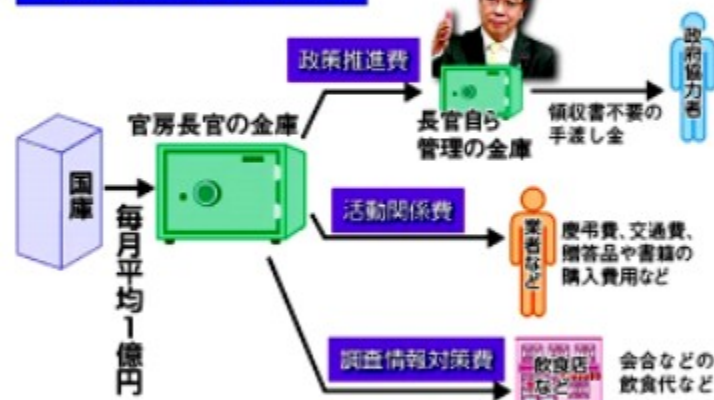 政策推進費
官房長官の金庫
長官自ら
管理の金庫
領収書不要の
手渡し金
政府協力者
国庫
毎月平均1億円
活動関係費
業者など
慶弔費、交通費、
贈答品や書籍の
購入費用など
調査情報対策費
飲食店
など
会合などの
飲食代など